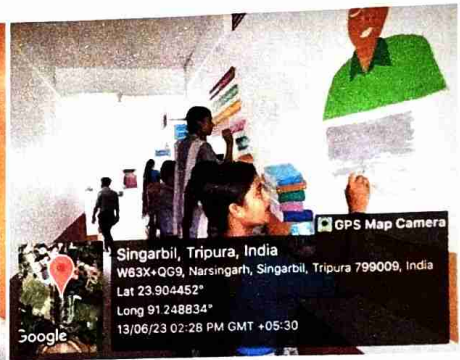 GPS Map Camera
Singarbil, Tripura, India
W63X+QG9, Narsingarh, Singarbil, Tripura 799009, India
Lat 23.904452°
Long 91.248834°
13/06/23 02:28 PM GMT +05:30
Google